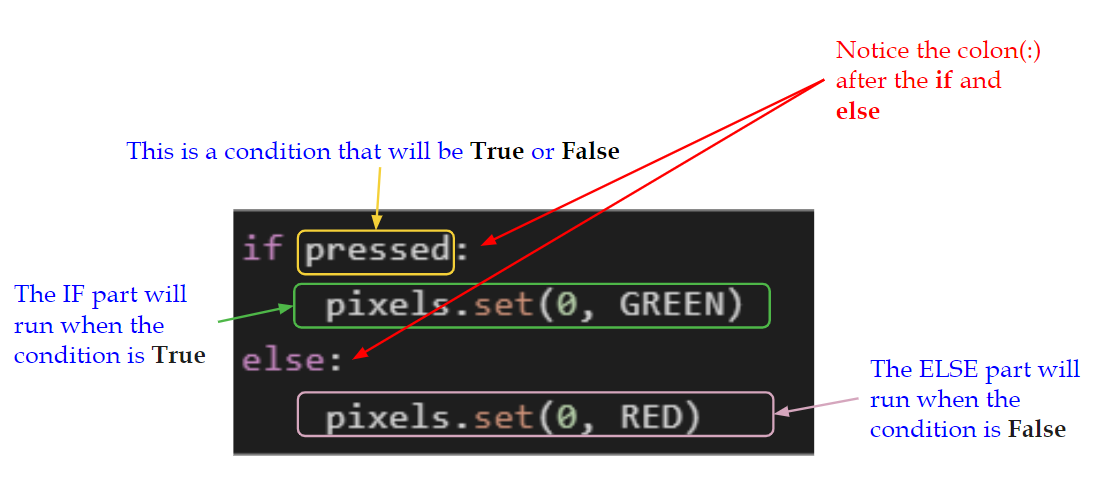 Notice the colon(:)
after the if and
else
This is a condition that will be True or False
if pressed:
pixels.set(0, GREEN)
else:
pixels.set(0, RED)
The IF part will
run when the
condition is True
The ELSE part will
run when the
condition is False